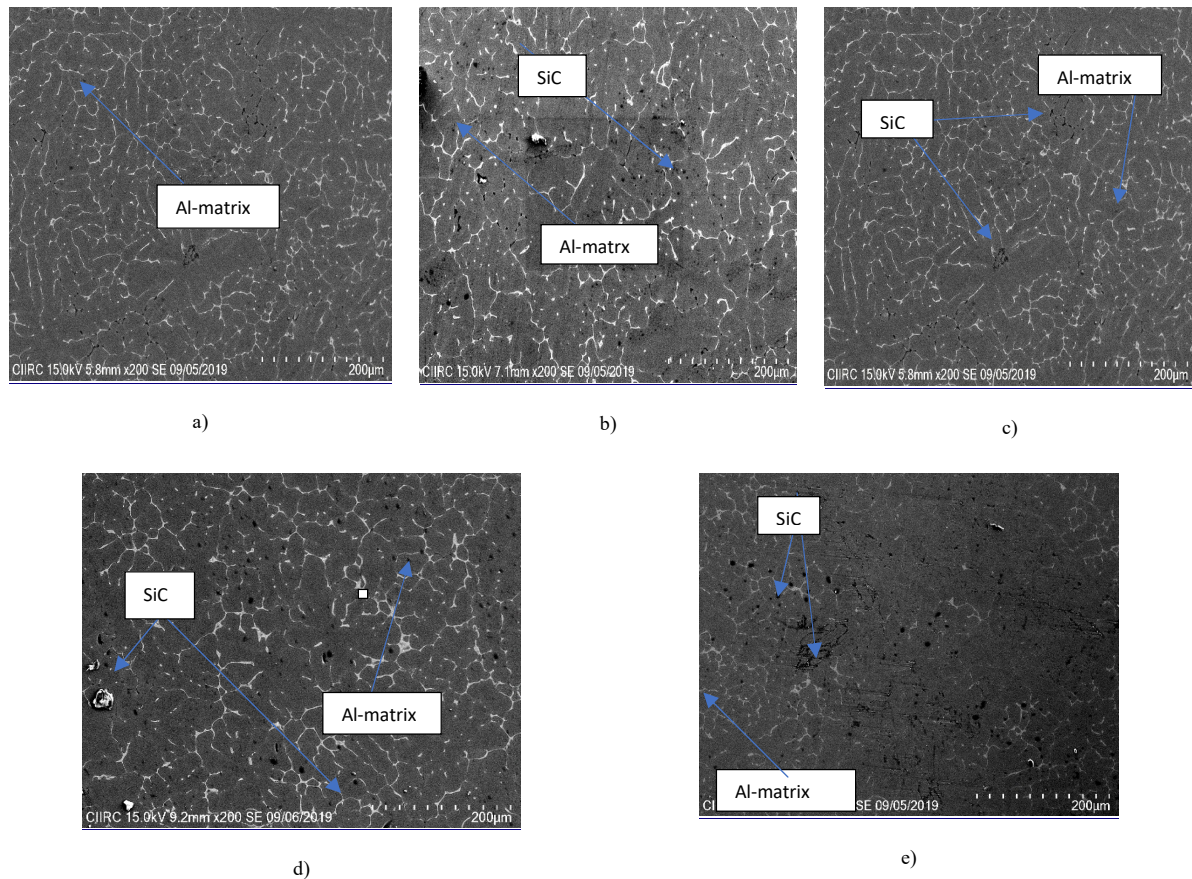 Al-matrix
CIIRC 15.0kV 5.8mm x200 SE 09/05/2019 200µm
a)
SiC
Al-matrx
CIIRC 15.0kV 7.1mm x200 SE 09/05/2019 200µm
b)
Al-matrix
SiC
CIIRC 15.0kV 5.8mm x200 SE 09/05/2019 200µm
c)
SiC
Al-matrix
CIIRC 15.0kV 9.2mm x200 SE 09/06/2019 200µm
d)
SiC
Al-matrix
SE 09/05/2019 200µm
e)